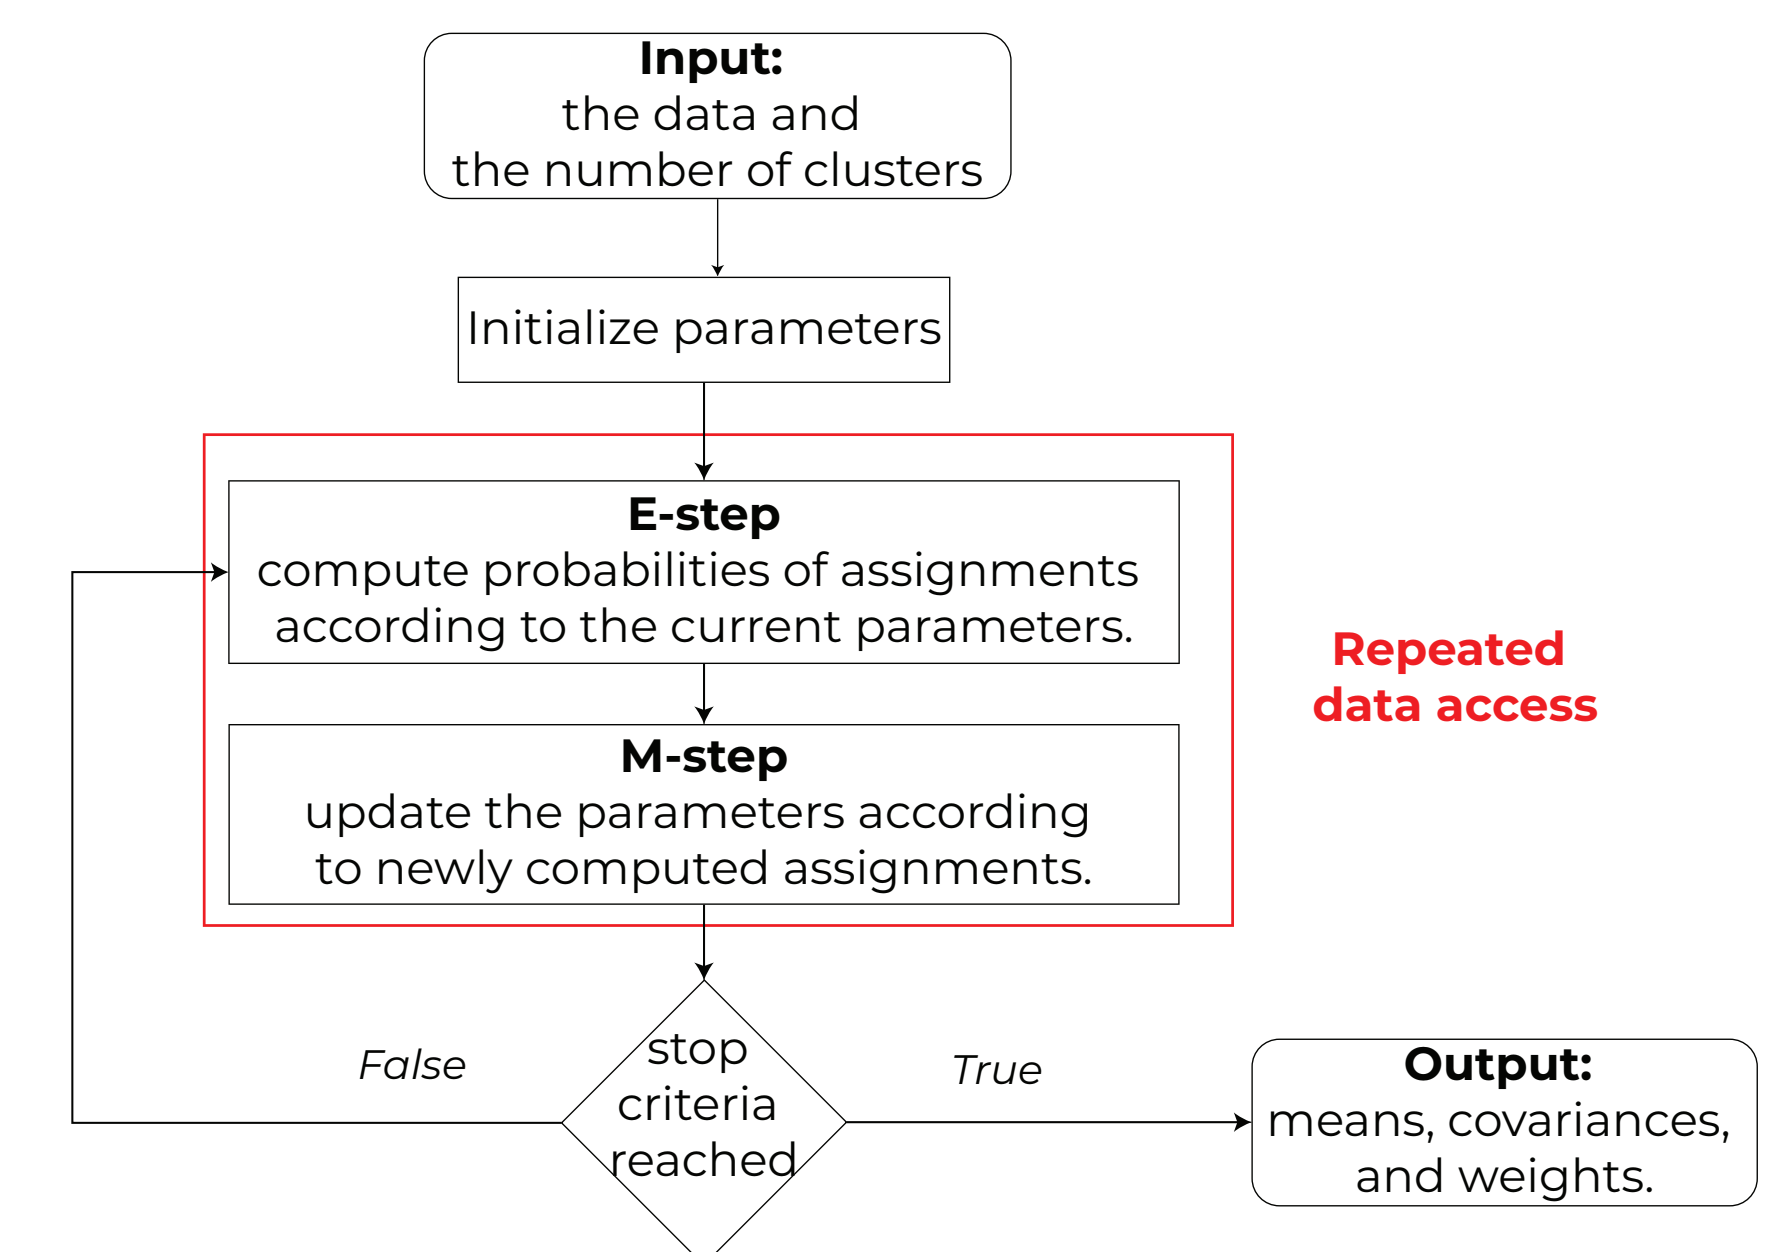 Input:
the data and
the number of clusters
Initialize parameters
E-step
compute probabilities of assignments
according to the current parameters.
Repeated
data access
M-step
update the parameters according
to newly computed assignments.
stop
criteria
reached
False
True
Output:
means, covariances,
and weights.